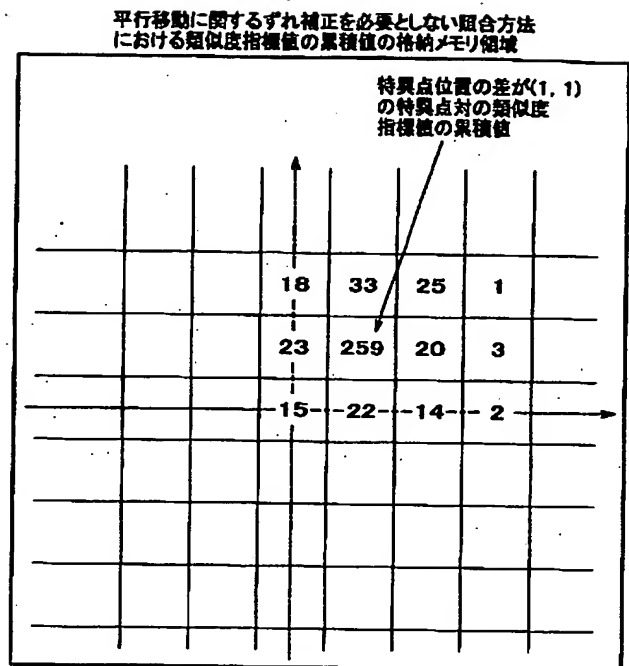 平行移動に関するずれ補正を必要としない照合方法
における類似度指標値の累積値の格納メモリ領域
特異点位置の差が(1, 1)
の特異点対の類似度
指標値の累積値
18 33 25 1
23 259 20 3
15 22 14 2